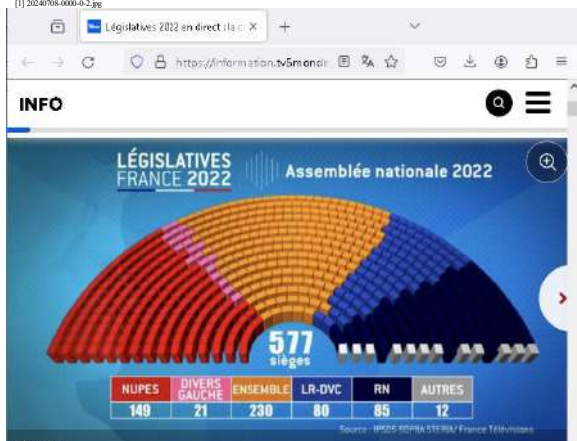 [1] 20240708-0000-0-2.jpg
Législatives 2022 en direct : la c
https://information.tv5monde
INFO
LÉGISLATIVES
FRANCE 2022
Assemblée nationale 2022
577
sièges
NUPES DIVERS GAUCHE ENSEMBLE LR-DVC RN AUTRES
149 21 230 80 85 12
Source : IPSOS-SOPRA STERIA/ France Télévisions